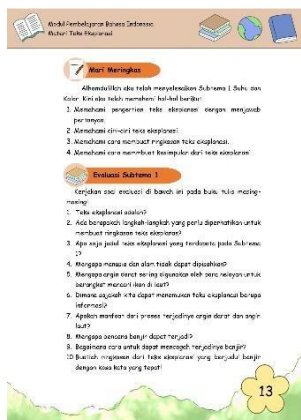 Modul Pembelajaran Bahasa Indonesia
Materi Teks Eksplanasi
Mari Meringkas
Alhamdulillah aku telah menyelesaikan Subtema 1 Suhu dan
Kalor. Kini aku telah memahami hal-hal berikut.
1. Memahami pengertian teks eksplanasi dengan menjawab
pertanyaan.
2. Memahami ciri-ciri teks eksplanasi
3. Memahami cara membuat ringkasan teks eksplanasi.
4. Memahami cara membuat kesimpulan dari teks eksplanasi
Evaluasi Subtema 1
Kerjakan soal evaluasi di bawah ini pada buku tulis masing-
masing!
1. Teks eksplanasi adalah?
2. Ada berapakah langkah-langkah yang perlu diperhatikan untuk
membuat ringkasan teks eksplanasi?
3. Apa saja judul teks eksplanasi yang terdapat pada Subtema
1?
4. Mengapa manusia dan alam tidak dapat dipisahkan?
5. Mengapa angin darat sering digunakan oleh para nelayan untuk
berangkat mencari ikan di laut?
6. Dimana sajakah kita dapat menemukan teks eksplanasi berupa
informasi?
7. Apakah manfaat dari proses terjadinya angin darat dan angin
laut?
8. Mengapa bencana banjir dapat terjadi?
9. Bagaimana cara untuk dapat mencegah terjadinya banjir?
10. Buatlah ringkasan dari teks eksplanasi yang berjudul banjir
dengan kosa kata yang tepat!
13